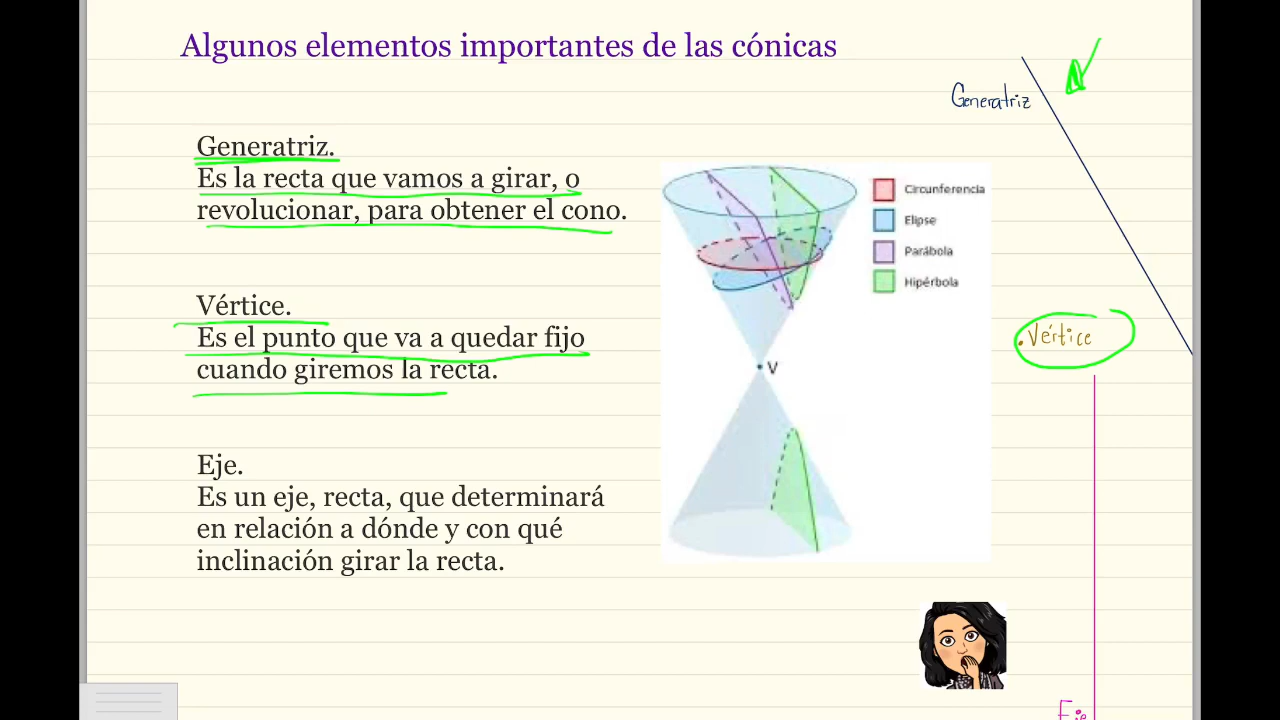 Algunos elementos importantes de las cónicas
Generatriz
Generatriz.
Es la recta que vamos a girar, o
revolucionar, para obtener el cono.
Circunferencia
Elipse
Parábola
Hipérbola
Vértice.
Es el punto que va a quedar fijo
cuando giremos la recta.
V
Vértice
Eje.
Es un eje, recta, que determinará
en relación a dónde y con qué
inclinación girar la recta.
Eje